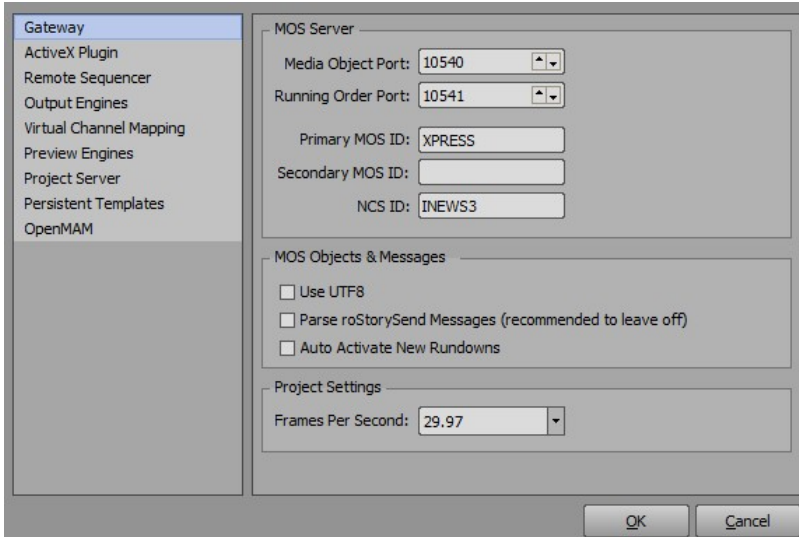 Gateway
ActiveX Plugin
Remote Sequencer
Output Engines
Virtual Channel Mapping
Preview Engines
Project Server
Persistent Templates
OpenMAM
MOS Server
Media Object Port: 10540
Running Order Port: 10541
Primary MOS ID: XPRESS
Secondary MOS ID:
NCS ID: INEWS3
MOS Objects & Messages
Use UTF8
Parse roStorySend Messages (recommended to leave off)
Auto Activate New Rundowns
Project Settings
Frames Per Second: 29.97
OK Cancel